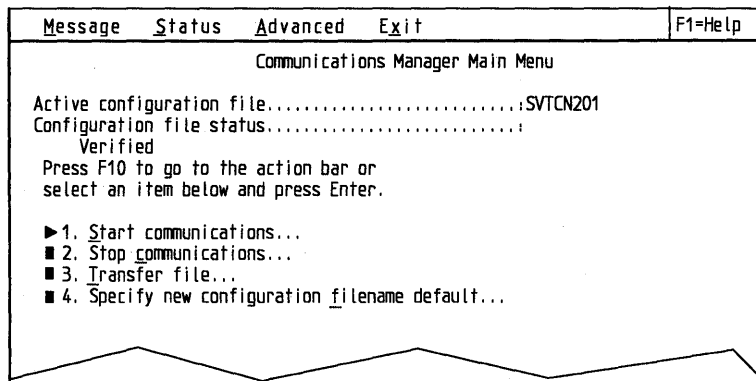 Message Status Advanced Exit F1=Help
Communications Manager Main Menu
Active configuration file...........................:SVTCN201
Configuration file status...........................:
Verified
Press F10 to go to the action bar or
select an item below and press Enter.
▶1. Start communications...
■ 2. Stop communications...
■ 3. Transfer file...
■ 4. Specify new configuration filename default...